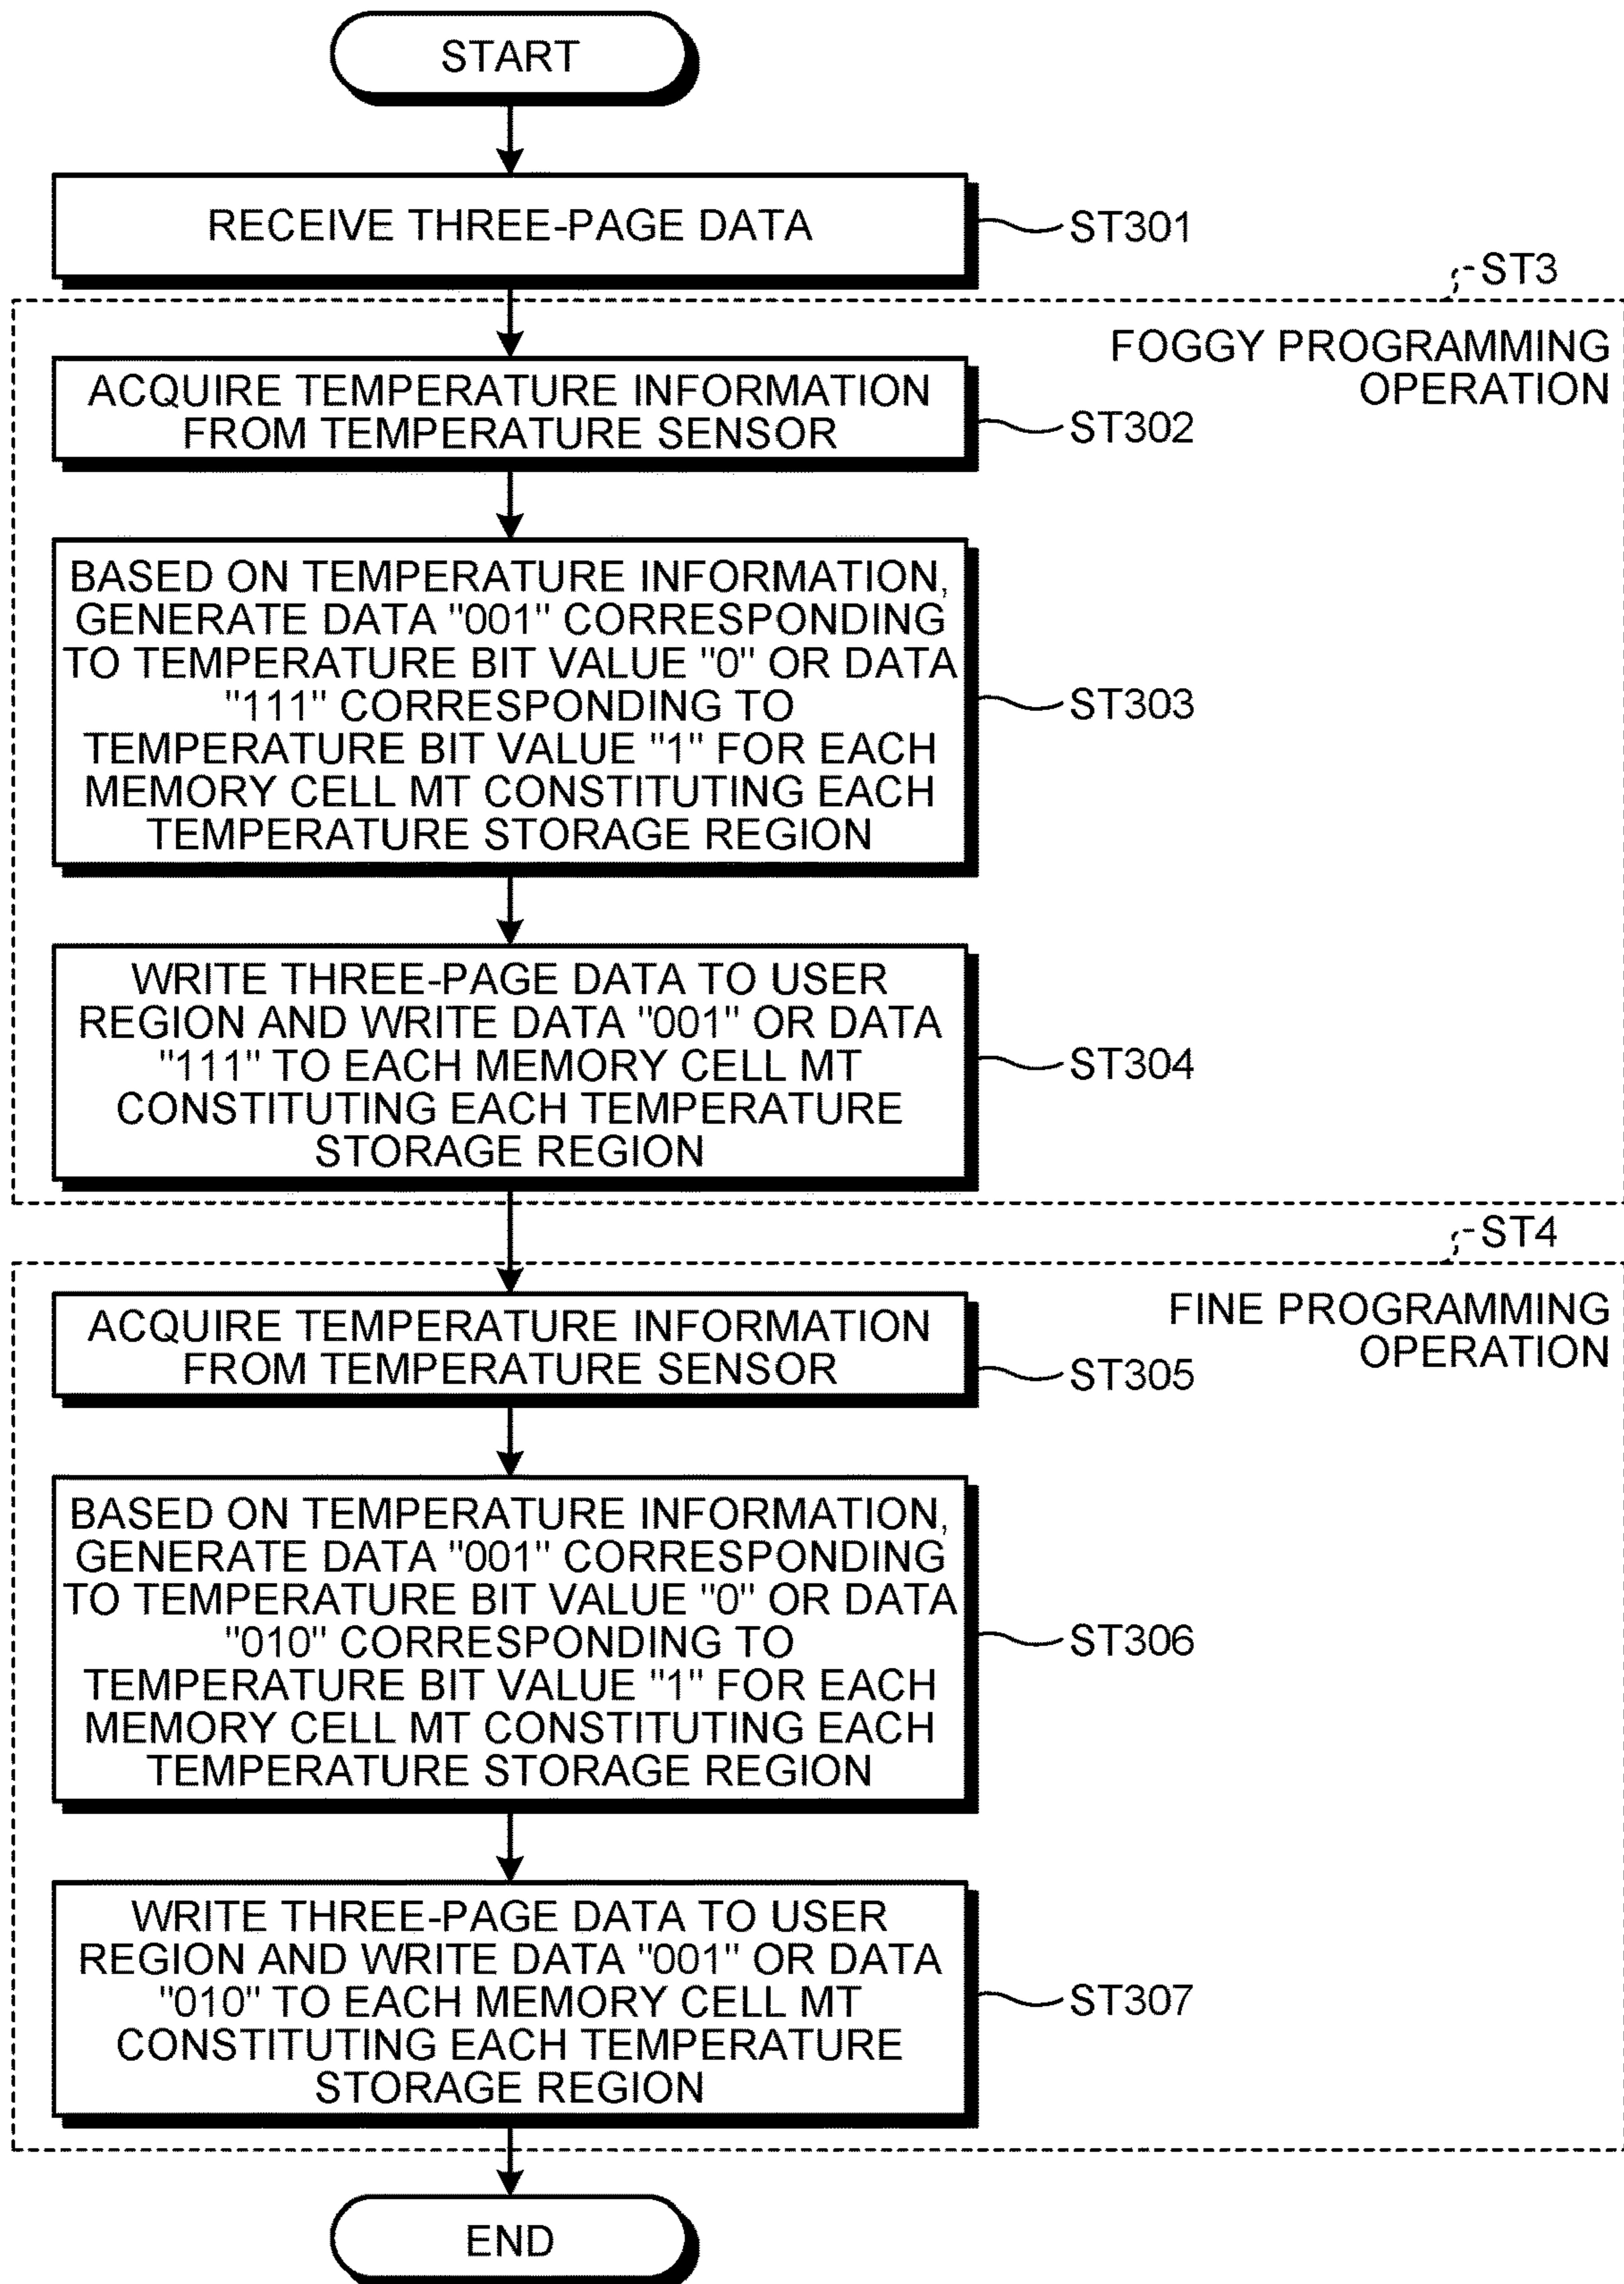 START
RECEIVE THREE-PAGE DATA
ST301
ST3
FOGGY PROGRAMMING
OPERATION
ACQUIRE TEMPERATURE INFORMATION
FROM TEMPERATURE SENSOR
ST302
BASED ON TEMPERATURE INFORMATION,
GENERATE DATA "001" CORRESPONDING
TO TEMPERATURE BIT VALUE "0" OR DATA
"111" CORRESPONDING TO
TEMPERATURE BIT VALUE "1" FOR EACH
MEMORY CELL MT CONSTITUTING EACH
TEMPERATURE STORAGE REGION
ST303
WRITE THREE-PAGE DATA TO USER
REGION AND WRITE DATA "001" OR DATA
"111" TO EACH MEMORY CELL MT
CONSTITUTING EACH TEMPERATURE
STORAGE REGION
ST304
ST4
FINE PROGRAMMING
OPERATION
ACQUIRE TEMPERATURE INFORMATION
FROM TEMPERATURE SENSOR
ST305
BASED ON TEMPERATURE INFORMATION,
GENERATE DATA "001" CORRESPONDING
TO TEMPERATURE BIT VALUE "0" OR DATA
"010" CORRESPONDING TO
TEMPERATURE BIT VALUE "1" FOR EACH
MEMORY CELL MT CONSTITUTING EACH
TEMPERATURE STORAGE REGION
ST306
WRITE THREE-PAGE DATA TO USER
REGION AND WRITE DATA "001" OR DATA
"010" TO EACH MEMORY CELL MT
CONSTITUTING EACH TEMPERATURE
STORAGE REGION
ST307
END